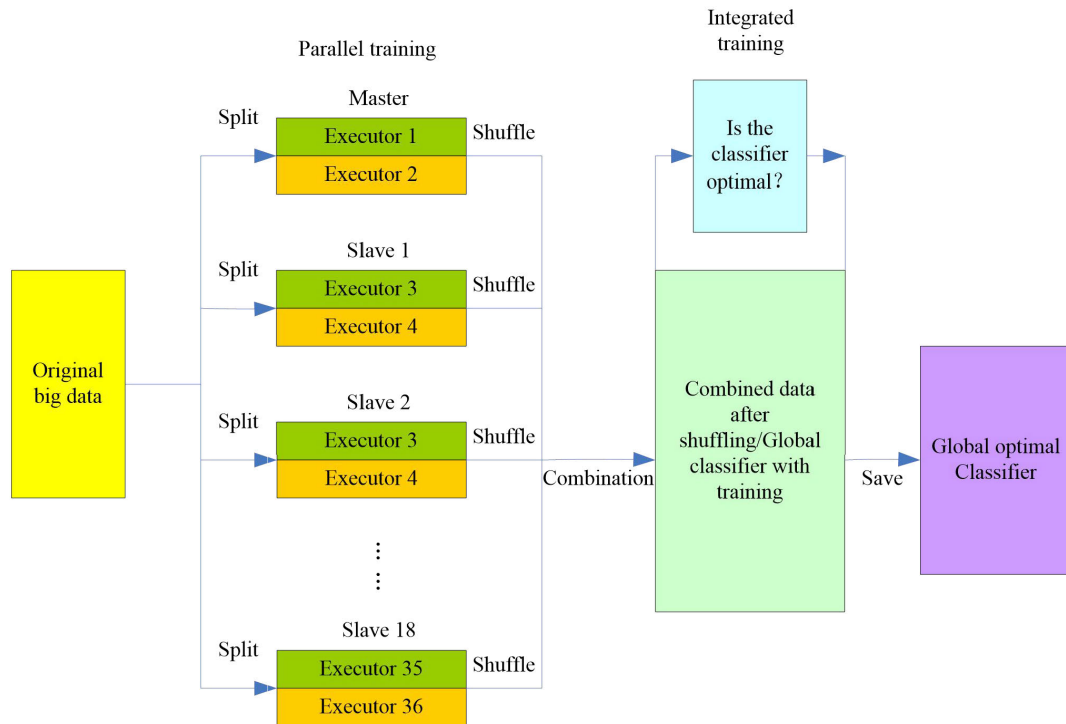 Parallel training
Integrated
training
Master
Split
Executor 1
Shuffle
Executor 2
Is the
classifier
optimal？
Slave 1
Split
Executor 3
Shuffle
Executor 4
Original
big data
Slave 2
Split
Executor 3
Shuffle
Executor 4
Combination
Combined data
after
shuffling/Global
classifier with
training
Save
Global optimal
Classifier
Slave 18
Split
Executor 35
Shuffle
Executor 36